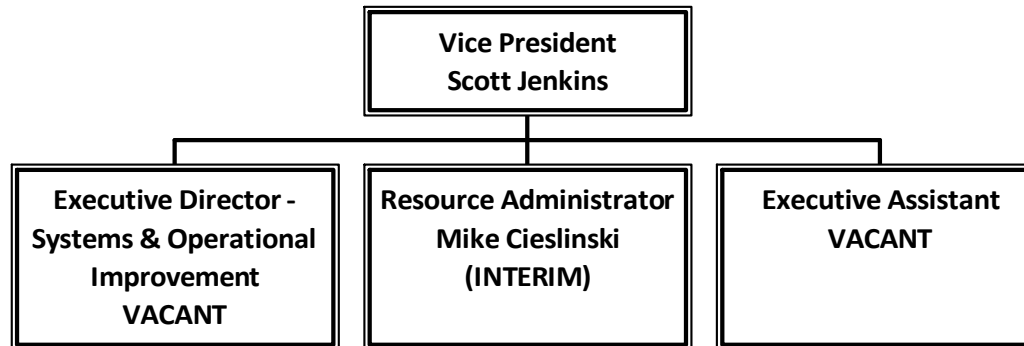 Vice President
Scott Jenkins
Executive Director -
Systems & Operational
Improvement
VACANT
Resource Administrator
Mike Cieslinski
(INTERIM)
Executive Assistant
VACANT